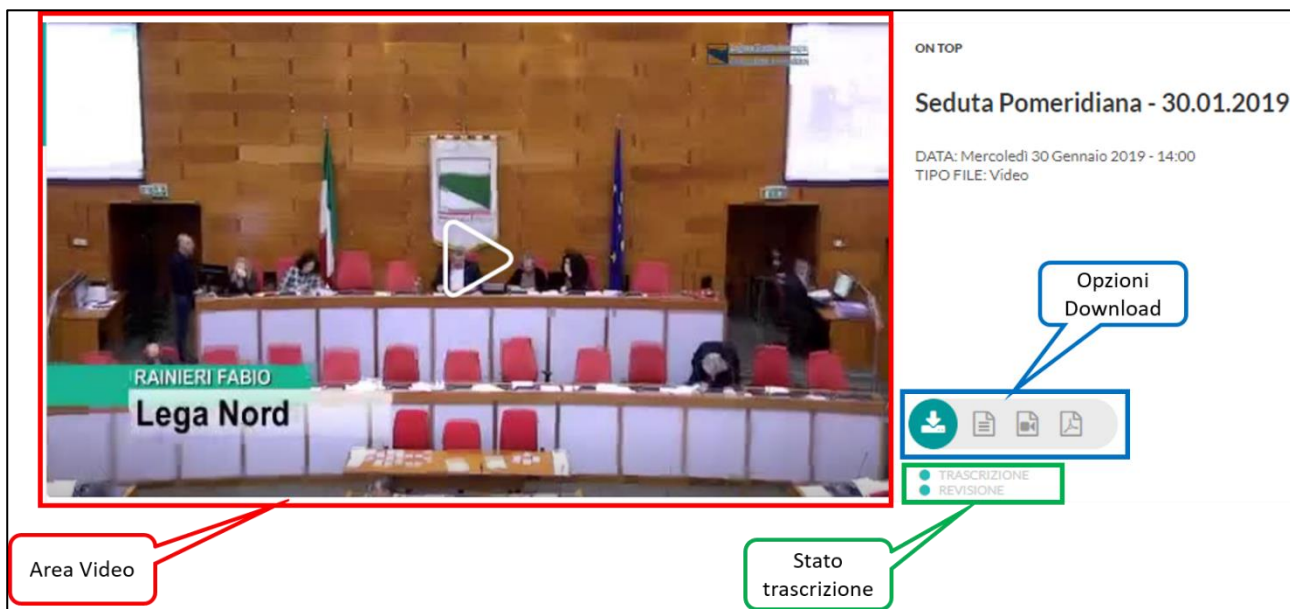 ON TOP
Seduta Pomeridiana - 30.01.2019
DATA: Mercoledì 30 Gennaio 2019 - 14:00
TIPO FILE: Video
RAINIERI FABIO
Lega Nord
Opzioni
Download
TRASCRIZIONE
REVISIONE
Area Video
Stato
trascrizione